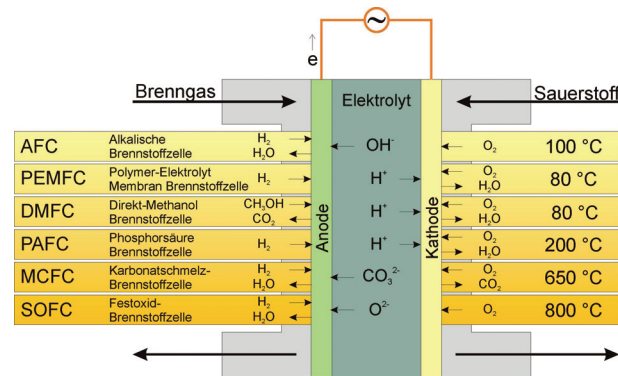 ~
e
Brenngas
Elektrolyt
Sauerstoff
AFC
Alkalische
Brennstoffzelle
H₂
H₂O
OH⁻
O₂
100 °C
PEMFC
Polymer-Elektrolyt
Membran Brennstoffzelle
H₂
H⁺
O₂
H₂O
80 °C
DMFC
Direkt-Methanol
Brennstoffzelle
CH₃OH
CO₂
H⁺
O₂
H₂O
80 °C
PAFC
Phosphorsäure
Brennstoffzelle
H₂
H⁺
O₂
H₂O
200 °C
MCFC
Karbonatschmelz-
Brennstoffzelle
H₂
H₂O
CO₃²⁻
O₂
CO₂
650 °C
SOFC
Festoxid-
Brennstoffzelle
H₂
H₂O
O²⁻
O₂
800 °C
Anode
Kathode